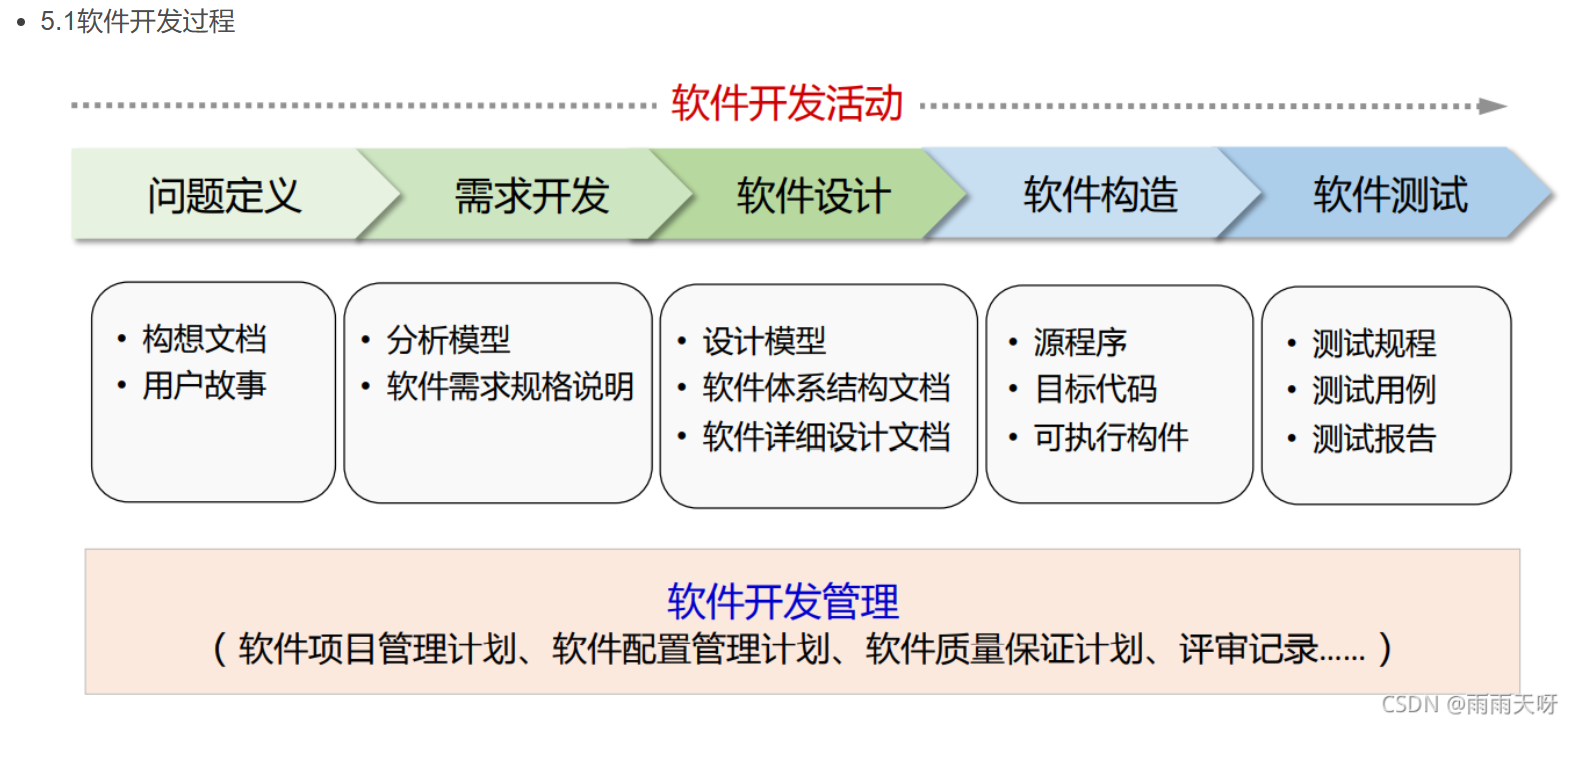 • 5.1软件开发过程
软件开发活动
问题定义
需求开发
软件设计
软件构造
软件测试
• 构想文档
• 用户故事
• 分析模型
• 软件需求规格说明
• 设计模型
• 软件体系结构文档
• 软件详细设计文档
• 源程序
• 目标代码
• 可执行构件
• 测试规程
• 测试用例
• 测试报告
软件开发管理
（软件项目管理计划、软件配置管理计划、软件质量保证计划、评审记录……）
CSDN @雨雨天呀